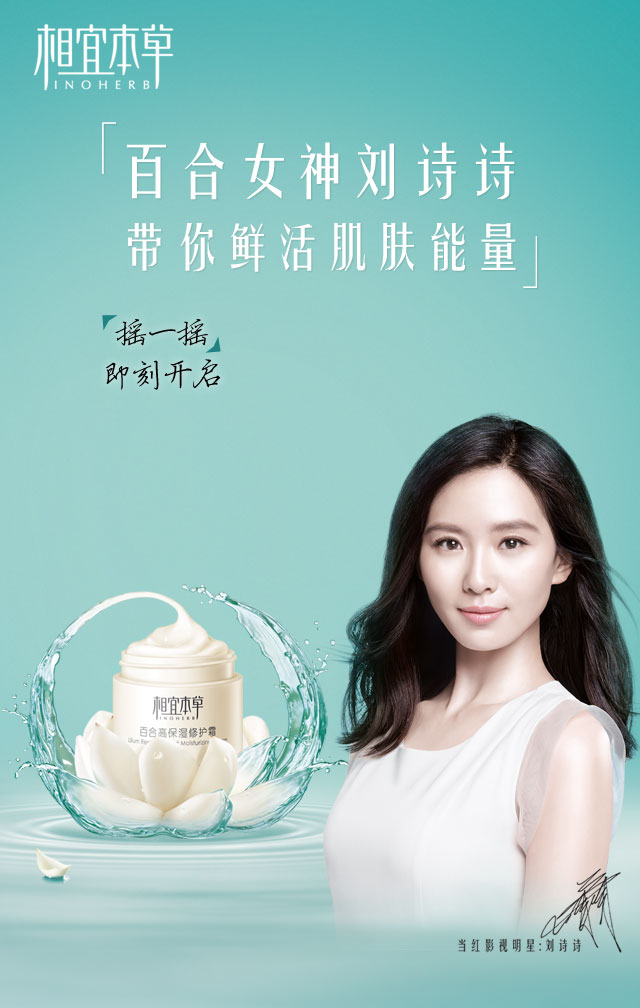 相宜本草
INOHERB
「百合女神刘诗诗
带你鲜活肌肤能量」
摇一摇
即刻开启
相宜本草
INOHERB
百合高保湿修护霜
当红影视明星:刘诗诗